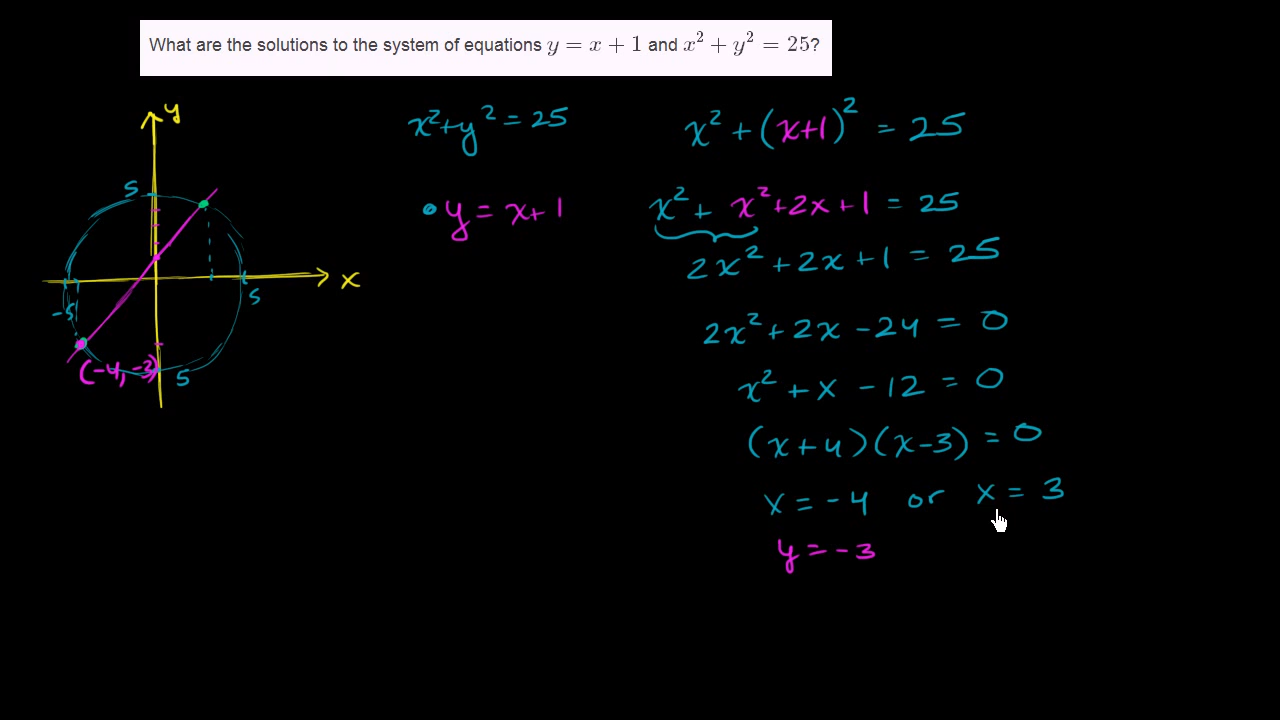 What are the solutions to the system of equations y = x + 1 and x² + y² = 25?
y
5
x
-5
5
(-4, -3)
5
x²+y² = 25
y = x+1
x² + (x+1)² = 25
x² + x²+2x+1 = 25
2x² + 2x + 1 = 25
2x² + 2x - 24 = 0
x² + x - 12 = 0
(x+4)(x-3) = 0
x = -4 or x = 3
y = -3